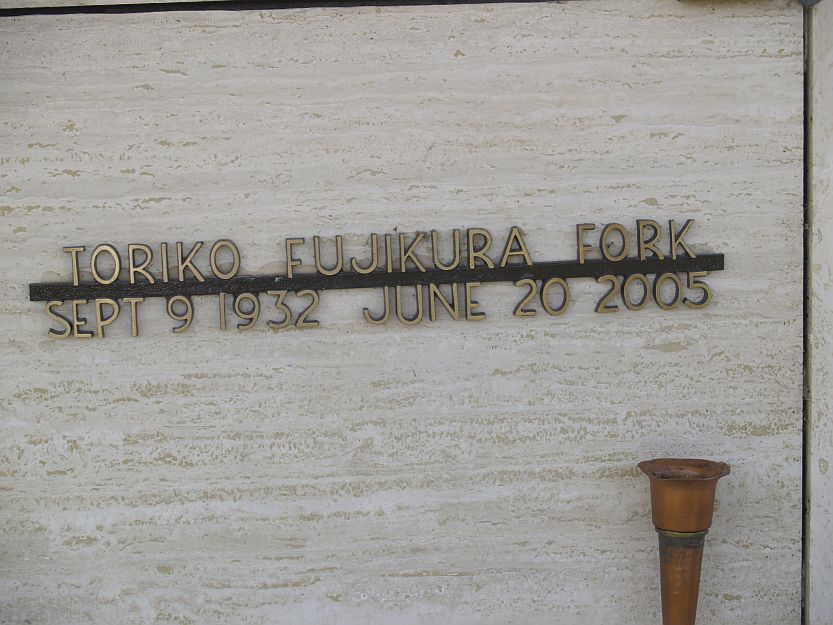 TORIKO FUJIKURA FORK
SEPT 9 1932 JUNE 20 2005